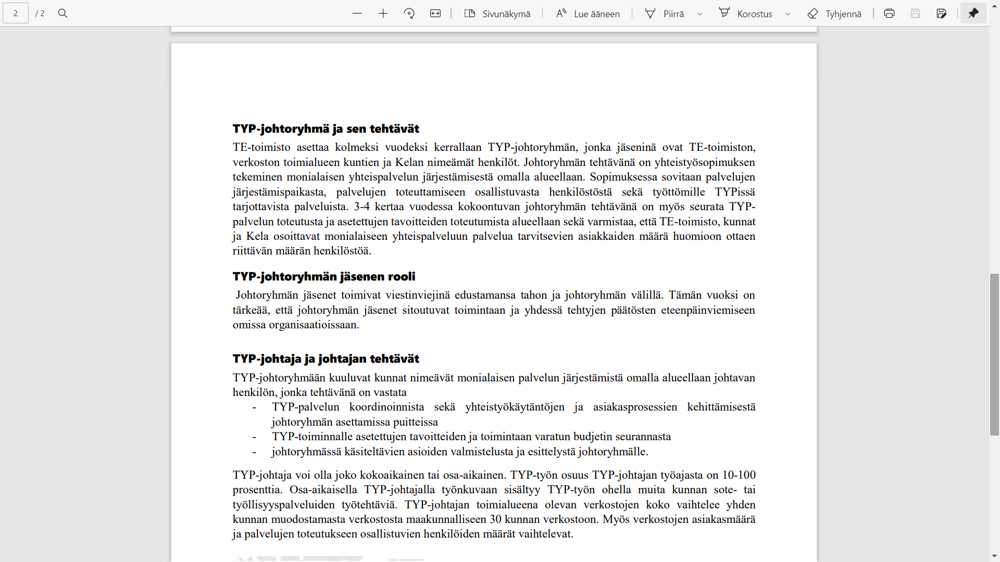 2 / 2 Sivunäkymä Lue ääneen Piirrä Korostus Tyhjennä
TYP-johtoryhmä ja sen tehtävät
TE-toimisto asettaa kolmeksi vuodeksi kerrallaan TYP-johtoryhmän, jonka jäseninä ovat TE-toimiston,
verkoston toimialueen kuntien ja Kelan nimeämät henkilöt. Johtoryhmän tehtävänä on yhteistyösopimuksen
tekeminen monialaisen yhteispalvelun järjestämisestä omalla alueellaan. Sopimuksessa sovitaan palvelujen
järjestämispaikasta, palvelujen toteuttamiseen osallistuvasta henkilöstöstä sekä työttömille TYPissä
tarjottavista palveluista. 3-4 kertaa vuodessa kokoontuvan johtoryhmän tehtävänä on myös seurata TYP-
palvelun toteutusta ja asetettujen tavoitteiden toteutumista alueellaan sekä varmistaa, että TE-toimisto, kunnat
ja Kela osoittavat monialaiseen yhteispalveluun palvelua tarvitsevien asiakkaiden määrä huomioon ottaen
riittävän määrän henkilöstöä.
TYP-johtoryhmän jäsenen rooli
Johtoryhmän jäsenet toimivat viestinviejinä edustamansa tahon ja johtoryhmän välillä. Tämän vuoksi on
tärkeää, että johtoryhmän jäsenet sitoutuvat toimintaan ja yhdessä tehtyjen päätösten eteenpäinviemiseen
omissa organisaatioissaan.
TYP-johtaja ja johtajan tehtävät
TYP-johtoryhmään kuuluvat kunnat nimeävät monialaisen palvelun järjestämistä omalla alueellaan johtavan
henkilön, jonka tehtävänä on vastata
- TYP-palvelun koordinoinnista sekä yhteistyökäytäntöjen ja asiakasprosessien kehittämisestä
johtoryhmän asettamissa puitteissa
- TYP-toiminnalle asetettujen tavoitteiden ja toimintaan varatun budjetin seurannasta
- johtoryhmässä käsiteltävien asioiden valmistelusta ja esittelystä johtoryhmälle.
TYP-johtaja voi olla joko kokoaikainen tai osa-aikainen. TYP-työn osuus TYP-johtajan työajasta on 10-100
prosenttia. Osa-aikaisella TYP-johtajalla työnkuvaan sisältyy TYP-työn ohella muita kunnan sote- tai
työllisyyspalveluiden työtehtäviä. TYP-johtajan toimialueena olevan verkostojen koko vaihtelee yhden
kunnan muodostamasta verkostosta maakunnalliseen 30 kunnan verkostoon. Myös verkostojen asiakasmäärä
ja palvelujen toteutukseen osallistuvien henkilöiden määrät vaihtelevat.